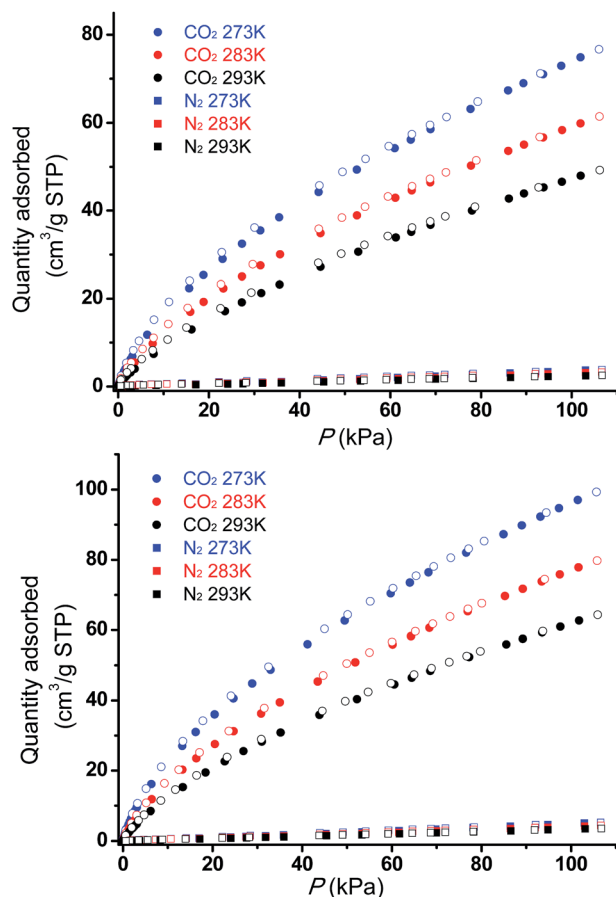 80
60
40
20
0
Quantity adsorbed
(cm³/g STP)
CO₂ 273K
CO₂ 283K
CO₂ 293K
N₂ 273K
N₂ 283K
N₂ 293K
0 20 40 60 80 100
P (kPa)
100
80
60
40
20
0
Quantity adsorbed
(cm³/g STP)
CO₂ 273K
CO₂ 283K
CO₂ 293K
N₂ 273K
N₂ 283K
N₂ 293K
0 20 40 60 80 100
P (kPa)